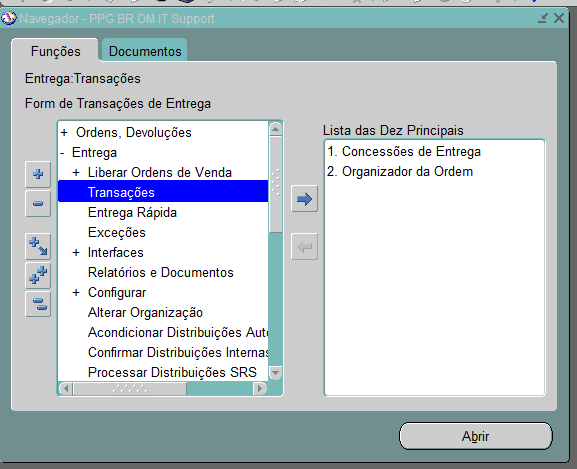 Navegador - PPG BR OM IT Support
Funções
Documentos
Entrega:Transações
Form de Transações de Entrega
+ Ordens, Devoluções
- Entrega
+ Liberar Ordens de Venda
Transações
Entrega Rápida
Exceções
+ Interfaces
Relatórios e Documentos
+ Configurar
Alterar Organização
Acondicionar Distribuições Aut
Confirmar Distribuições Internas
Processar Distribuições SRS
Lista das Dez Principais
1. Concessões de Entrega
2. Organizador da Ordem
Abrir